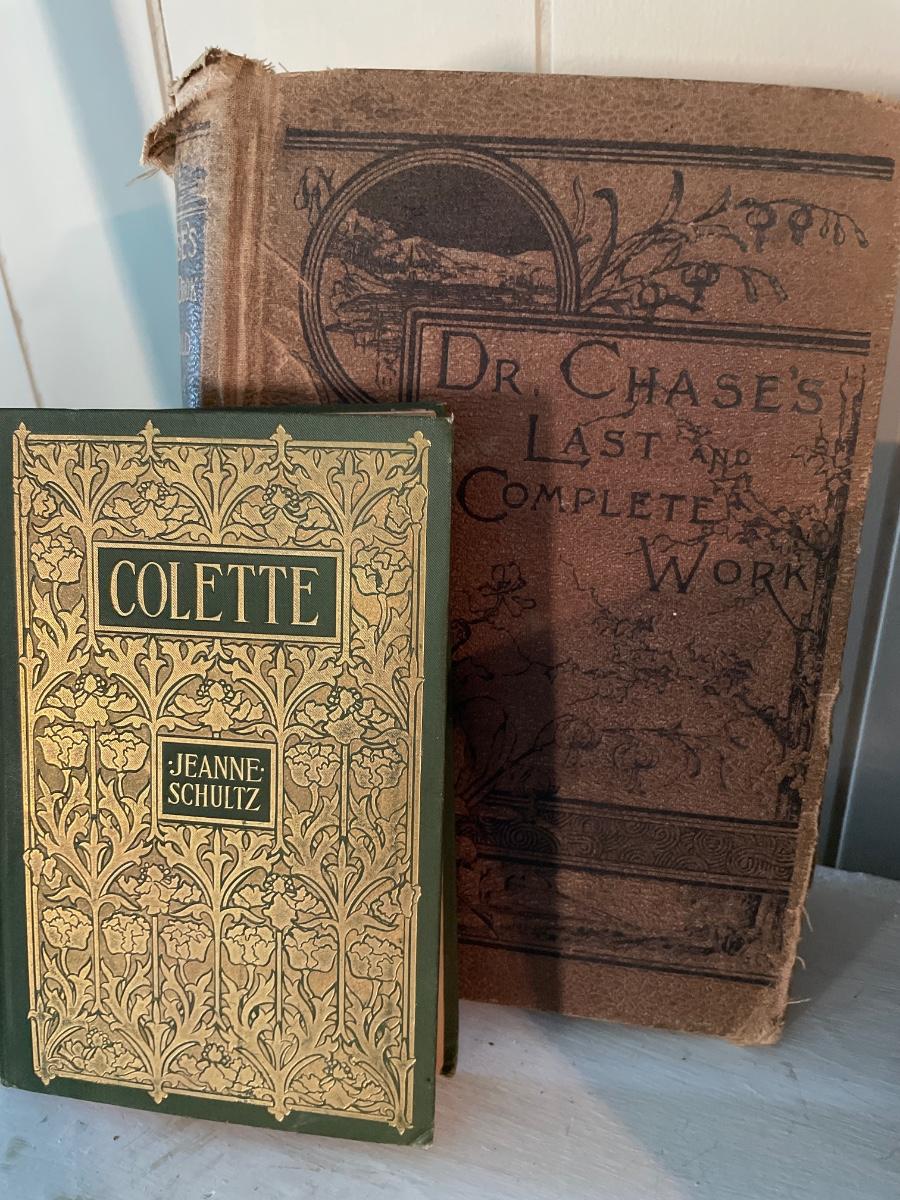 DR. CHASE'S
LAST AND
COMPLETE
WORK
COLETTE
·JEANNE·
SCHULTZ